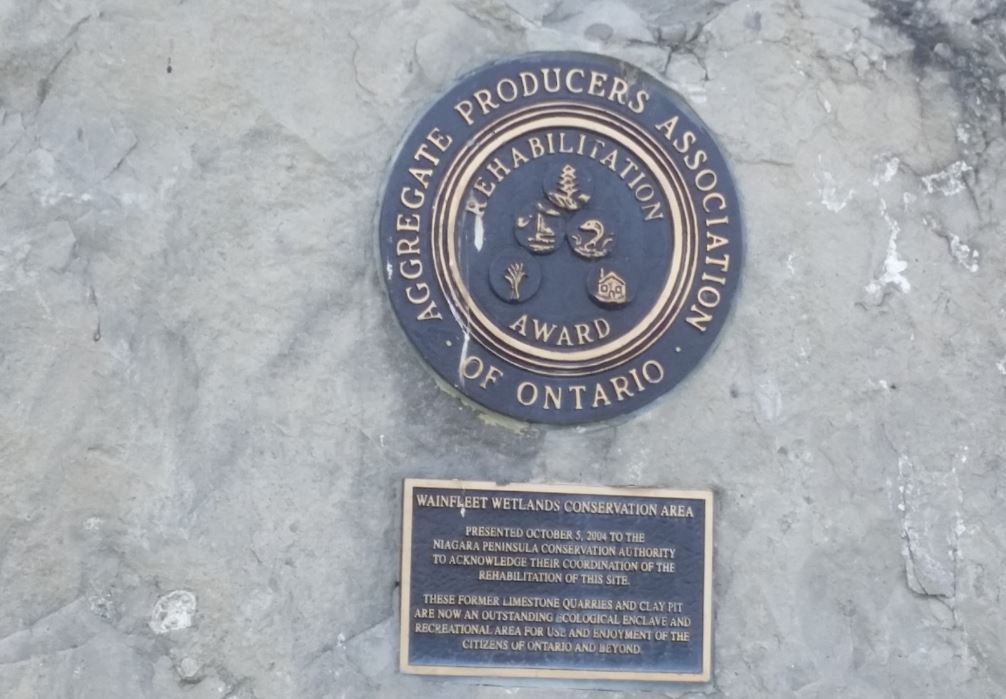 AGGREGATE PRODUCERS ASSOCIATION
· OF ONTARIO ·
REHABILITATION
AWARD
WAINFLEET WETLANDS CONSERVATION AREA
PRESENTED OCTOBER 5, 2004 TO THE
NIAGARA PENINSULA CONSERVATION AUTHORITY
TO ACKNOWLEDGE THEIR COORDINATION OF THE
REHABILITATION OF THIS SITE.
THESE FORMER LIMESTONE QUARRIES AND CLAY PIT
ARE NOW AN OUTSTANDING ECOLOGICAL ENCLAVE AND
RECREATIONAL AREA FOR USE AND ENJOYMENT OF THE
CITIZENS OF ONTARIO AND BEYOND.